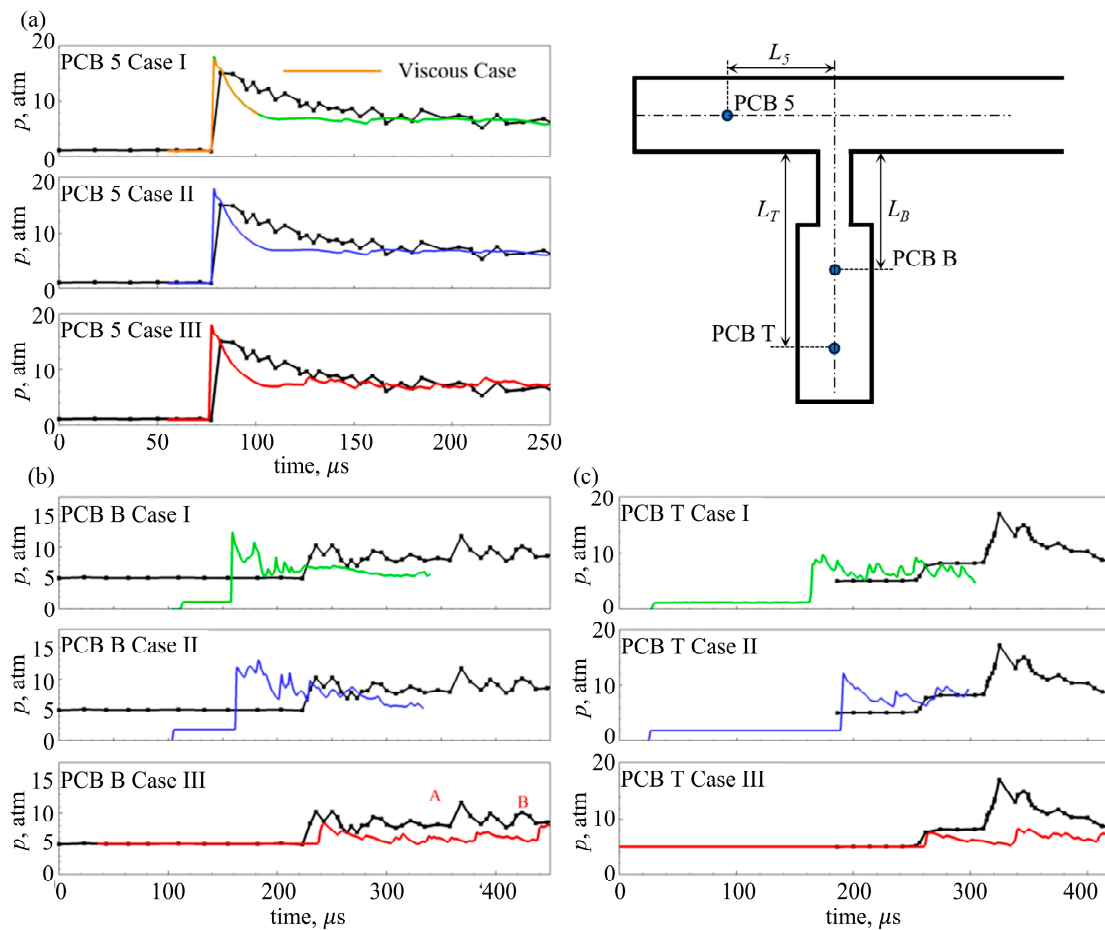 (a)
20
PCB 5 Case I
Viscous Case
10
p, atm
0
20
PCB 5 Case II
10
p, atm
0
20
PCB 5 Case III
10
p, atm
0
0 50 100 150 200 250
time, μs
L5
PCB 5
LT
LB
PCB B
PCB T
(b)
15
PCB B Case I
10
5
p, atm
0
15
PCB B Case II
10
5
p, atm
0
15
PCB B Casc III
10
5
p, atm
0
A
B
0 100 200 300 '400
time, μs
(c)
20
PCB T Case I
10
p, atm
0
20
PCB T Case II
10
p, atm
0
20
PCB T Case III
10
p, atm
0
0 100 200 300 400
time, μs